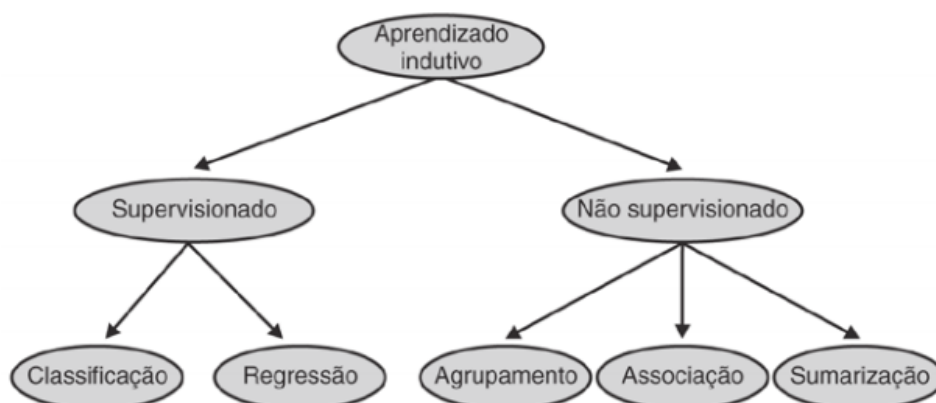 Aprendizado
indutivo
Supervisionado
Não supervisionado
Classificação
Regressão
Agrupamento
Associação
Sumarização